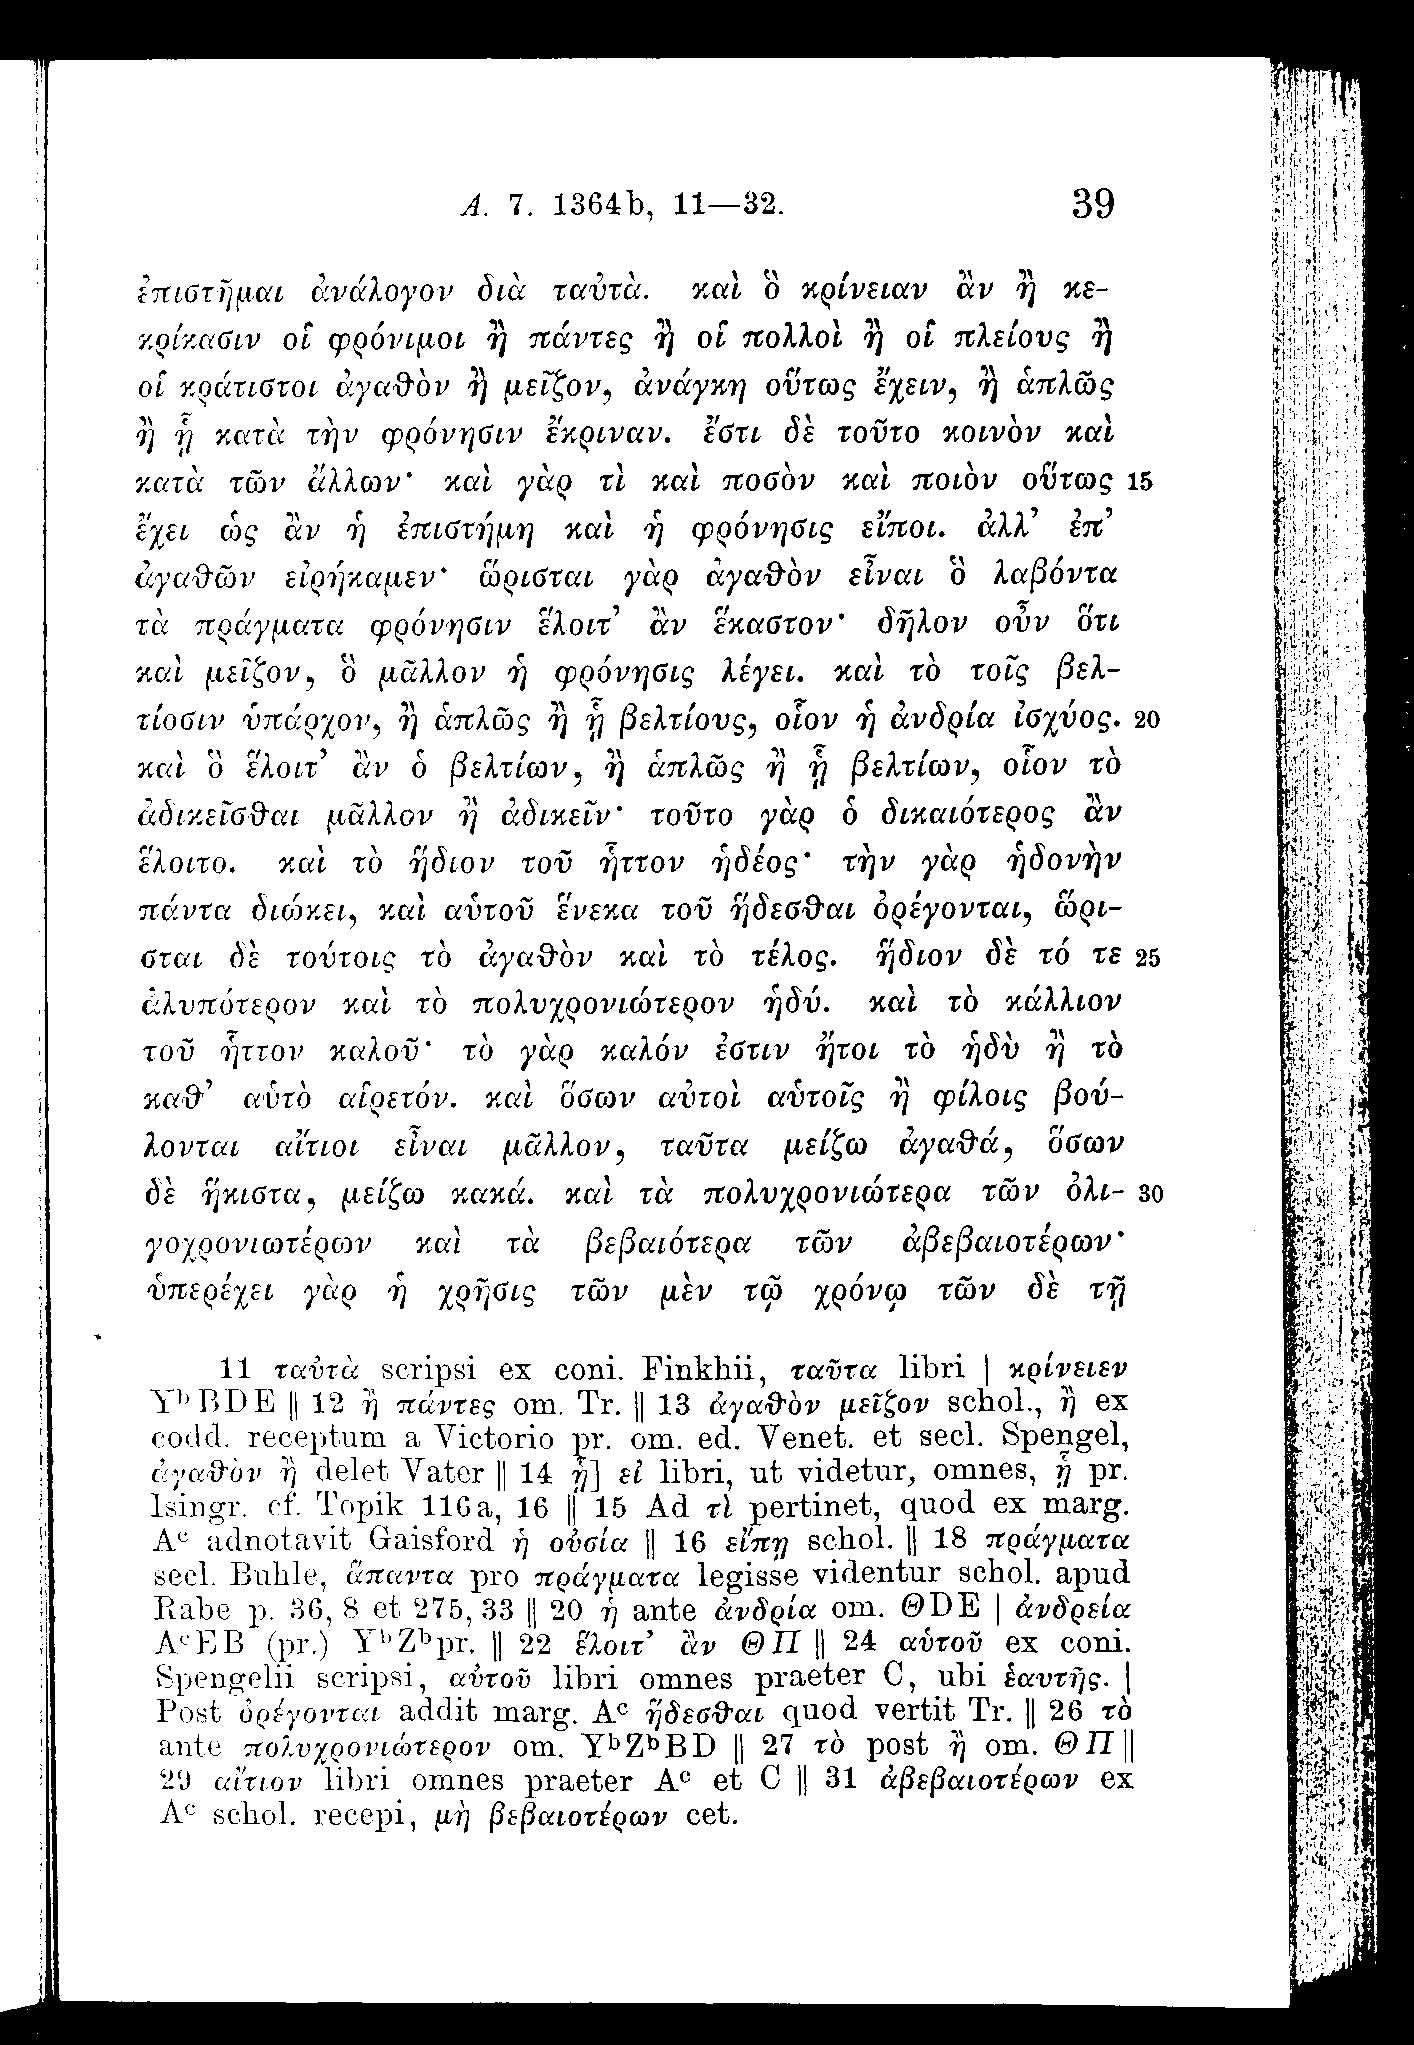 Α. 7. 1364b, 11—32. 39
ἐπιστῆμαι ἀνάλογον διὰ ταὐτὰ. καὶ ὃ κρίνειαν ἂν ἢ κε-
κρίκασιν οἱ φρόνιμοι ἢ πάντες ἢ οἱ πολλοὶ ἢ οἱ πλείους ἢ
οἱ κράτιστοι ἀγαθὸν ἢ μεῖζον, ἀνάγκη οὕτως ἔχειν, ἢ ἁπλῶς
ἢ ᾗ κατὰ τὴν φρόνησιν ἔκριναν. ἔστι δὲ τοῦτο κοινὸν καὶ
κατὰ τῶν ἄλλων· καὶ γὰρ τὶ καὶ ποσὸν καὶ ποιὸν οὕτως 15
ἔχει ὡς ἂν ἡ ἐπιστήμη καὶ ἡ φρόνησις εἴποι. ἀλλ’ ἐπ’
ἀγαθῶν εἰρήκαμεν· ὥρισται γὰρ ἀγαθὸν εἶναι ὃ λαβόντα
τὰ πράγματα φρόνησιν ἕλοιτ’ ἂν ἕκαστον· δῆλον οὖν ὅτι
καὶ μεῖζον, ὃ μᾶλλον ἡ φρόνησις λέγει. καὶ τὸ τοῖς βελ-
τίοσιν ὑπάρχον, ἢ ἁπλῶς ἢ ᾗ βελτίους, οἷον ἡ ἀνδρία ἰσχύος. 20
καὶ ὃ ἕλοιτ’ ἂν ὁ βελτίων, ἢ ἁπλῶς ἢ ᾗ βελτίων, οἷον τὸ
ἀδικεῖσθαι μᾶλλον ἢ ἀδικεῖν· τοῦτο γὰρ ὁ δικαιότερος ἂν
ἕλοιτο. καὶ τὸ ἥδιον τοῦ ἧττον ἡδέος· τὴν γὰρ ἡδονὴν
πάντα διώκει, καὶ αὑτοῦ ἕνεκα τοῦ ἥδεσθαι ὀρέγονται, ὥρι-
σται δὲ τούτοις τὸ ἀγαθὸν καὶ τὸ τέλος. ἥδιον δὲ τό τε 25
ἀλυπότερον καὶ τὸ πολυχρονιώτερον ἡδύ. καὶ τὸ κάλλιον
τοῦ ἧττον καλοῦ· τὸ γὰρ καλόν ἐστιν ἤτοι τὸ ἡδὺ ἢ τὸ
καθ’ αὑτὸ αἱρετόν. καὶ ὅσων αὐτοὶ αὑτοῖς ἢ φίλοις βού-
λονται αἴτιοι εἶναι μᾶλλον, ταῦτα μείζω ἀγαθά, ὅσων
δὲ ἥκιστα, μείζω κακά. καὶ τὰ πολυχρονιώτερα τῶν ὀλι- 30
γοχρονιωτέρων καὶ τὰ βεβαιότερα τῶν ἀβεβαιοτέρων·
ὑπερέχει γὰρ ἡ χρῆσις τῶν μὲν τῷ χρόνῳ τῶν δὲ τῇ
11 ταὐτὰ scripsi ex coni. Finkhii, ταῦτα libri | κρίνειεν
YᵇBDE || 12 ἢ πάντες om. Tr. || 13 ἀγαθὸν μεῖζον schol., ἢ ex
codd. receptum a Victorio pr. om. ed. Venet. et secl. Spengel,
ἀγαθὸν ἢ delet Vater || 14 ᾗ] εἰ libri, ut videtur, omnes, ᾗ pr.
Isingr. cf. Topik 116a, 16 || 15 Ad τὶ pertinet, quod ex marg.
Aᶜ adnotavit Gaisford ἡ οὐσία || 16 εἴπῃ schol. || 18 πράγματα
secl. Buhle, ἅπαντα pro πράγματα legisse videntur schol. apud
Rabe p. 36, 8 et 275, 33 || 20 ἡ ante ἀνδρία om. ΘDE | ἀνδρεία
AᶜEB (pr.) YᵇZᵇpr. || 22 ἕλοιτ’ ἂν ΘΠ || 24 αὑτοῦ ex coni.
Spengelii scripsi, αὐτοῦ libri omnes praeter C, ubi ἑαυτῆς. |
Post ὀρέγονται addit marg. Aᶜ ἥδεσθαι quod vertit Tr. || 26 τὸ
ante πολυχρονιώτερον om. YᵇZᵇBD || 27 τὸ post ἢ om. ΘΠ ||
29 αἴτιον libri omnes praeter Aᶜ et C || 31 ἀβεβαιοτέρων ex
Aᶜ schol. recepi, μὴ βεβαιοτέρων cet.